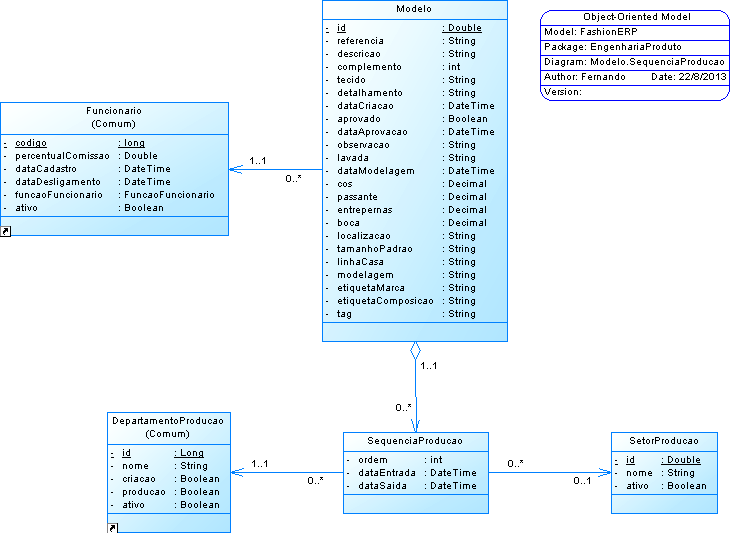 Modelo
- id : Double
- referencia : String
- descricao : String
- complemento : int
- tecido : String
- detalhamento : String
- dataCriacao : DateTime
- aprovado : Boolean
- dataAprovacao : DateTime
- observacao : String
- lavada : String
- dataModelagem : DateTime
- cos : Decimal
- passante : Decimal
- entrepernas : Decimal
- boca : Decimal
- localizacao : String
- tamanhoPadrao : String
- linhaCasa : String
- modelagem : String
- etiquetaMarca : String
- etiquetaComposicao : String
- tag : String
Object-Oriented Model
Model: FashionERP
Package: EngenhariaProduto
Diagram: Modelo.SequenciaProducao
Author: Fernando Date: 22/8/2013
Version:
Funcionario
(Comum)
- codigo : long
- percentualComissao : Double
- dataCadastro : DateTime
- dataDesligamento : DateTime
- funcaoFuncionario : FuncaoFuncionario
- ativo : Boolean
1..1
0..*
1..1
0..*
DepartamentoProducao
(Comum)
- id : Long
- nome : String
- criacao : Boolean
- producao : Boolean
- ativo : Boolean
1..1
0..*
SequenciaProducao
- ordem : int
- dataEntrada : DateTime
- dataSaida : DateTime
0..*
0..1
SetorProducao
- id : Double
- nome : String
- ativo : Boolean